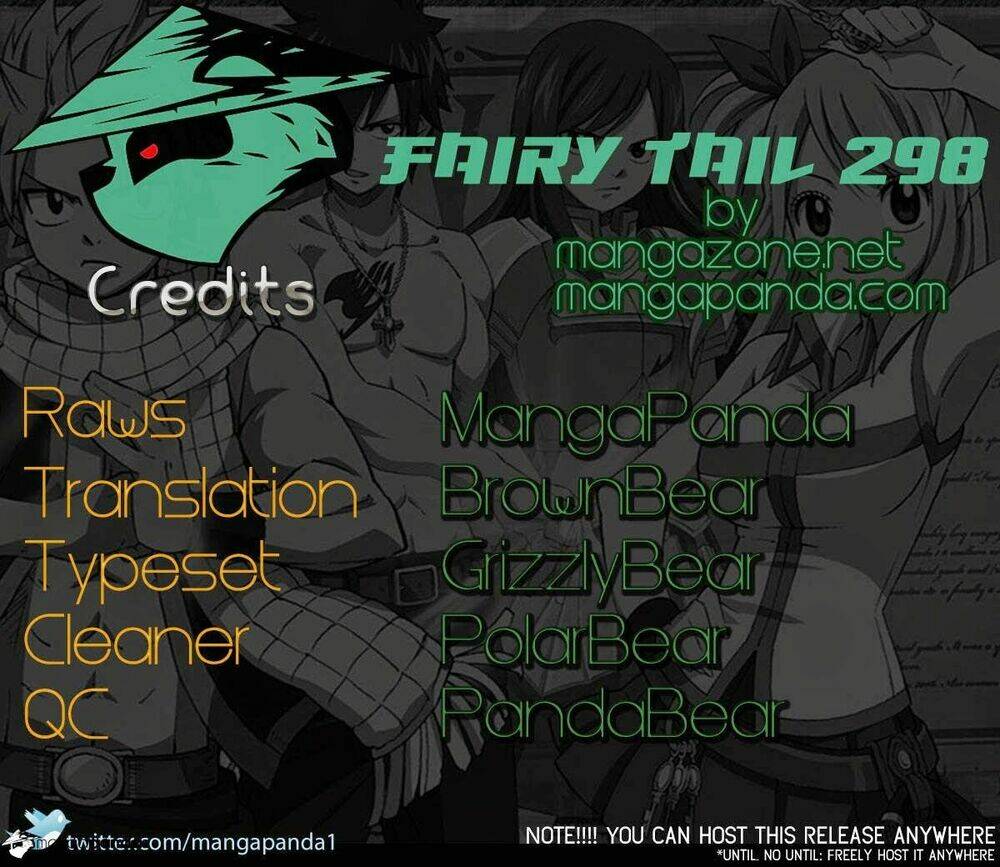 FAIRY TAIL 298
by
mangazone.net
mangapanda.com
Credits
Raws MangaPanda
Translation BrownBear
Typeset GrizzlyBear
Cleaner PolarBear
QC PandaBear
twitter.com/mangapanda1
NOTE!!!! YOU CAN HOST THIS RELEASE ANYWHERE
*UNTIL NO UNTIL: FREELY HOST IT ANYWHERE